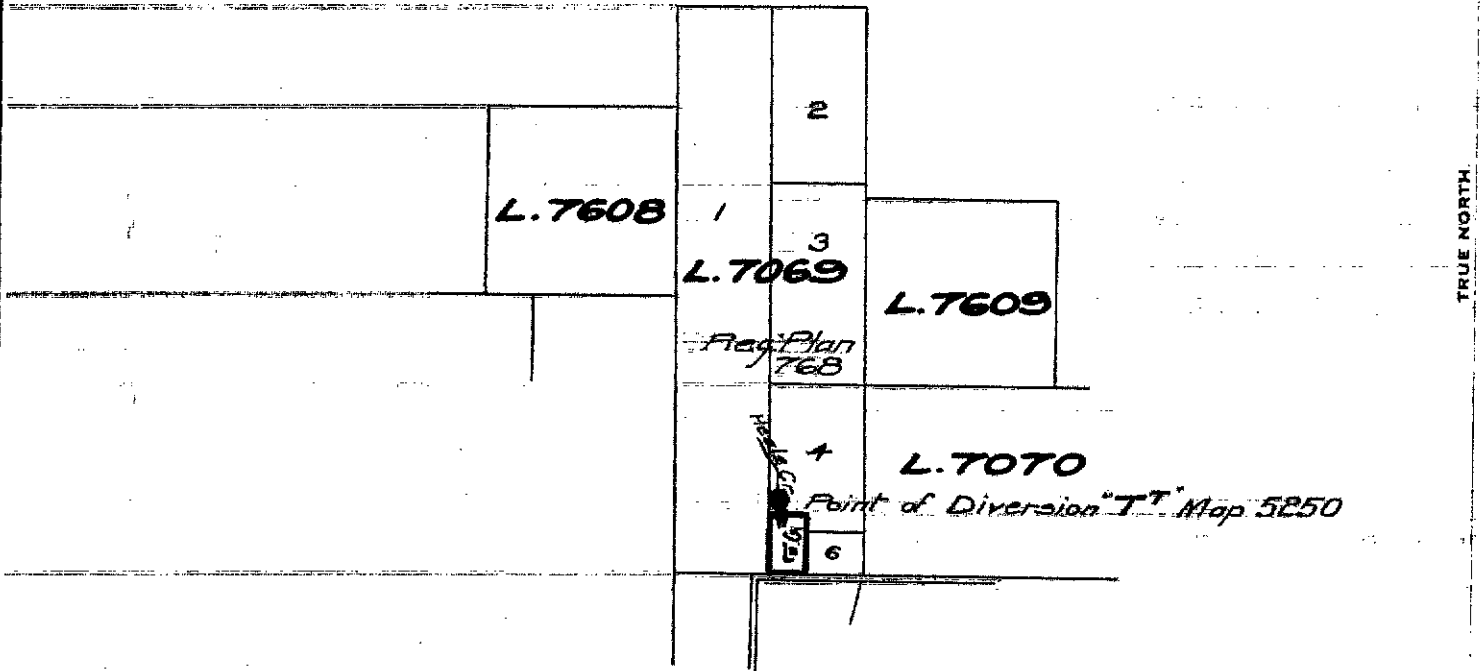 2
L.7608
1
3
L.7069
L.7609
Reg. Plan
768
4
L.7070
Point of Diversion "TT" Map 5250
6
TRUE NORTH